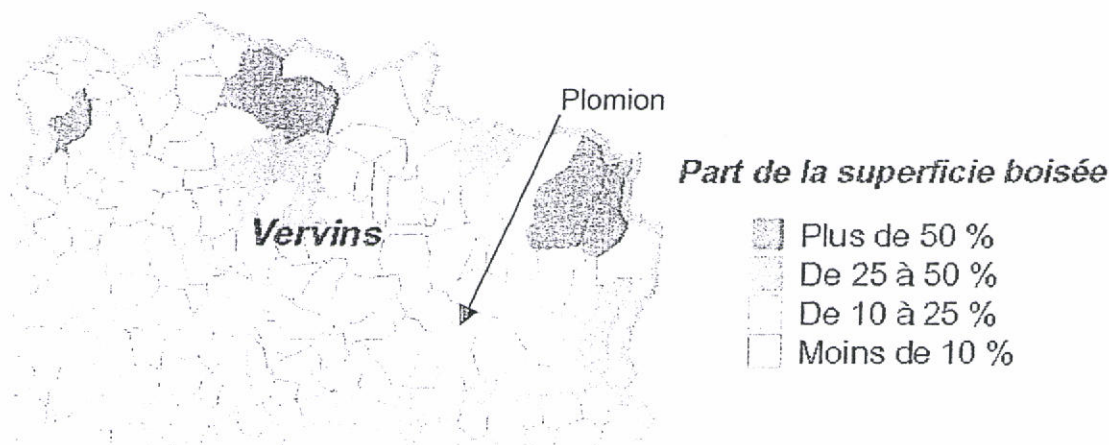 Plomion
Part de la superficie boisée
Vervins
Plus de 50 %
De 25 à 50 %
De 10 à 25 %
Moins de 10 %